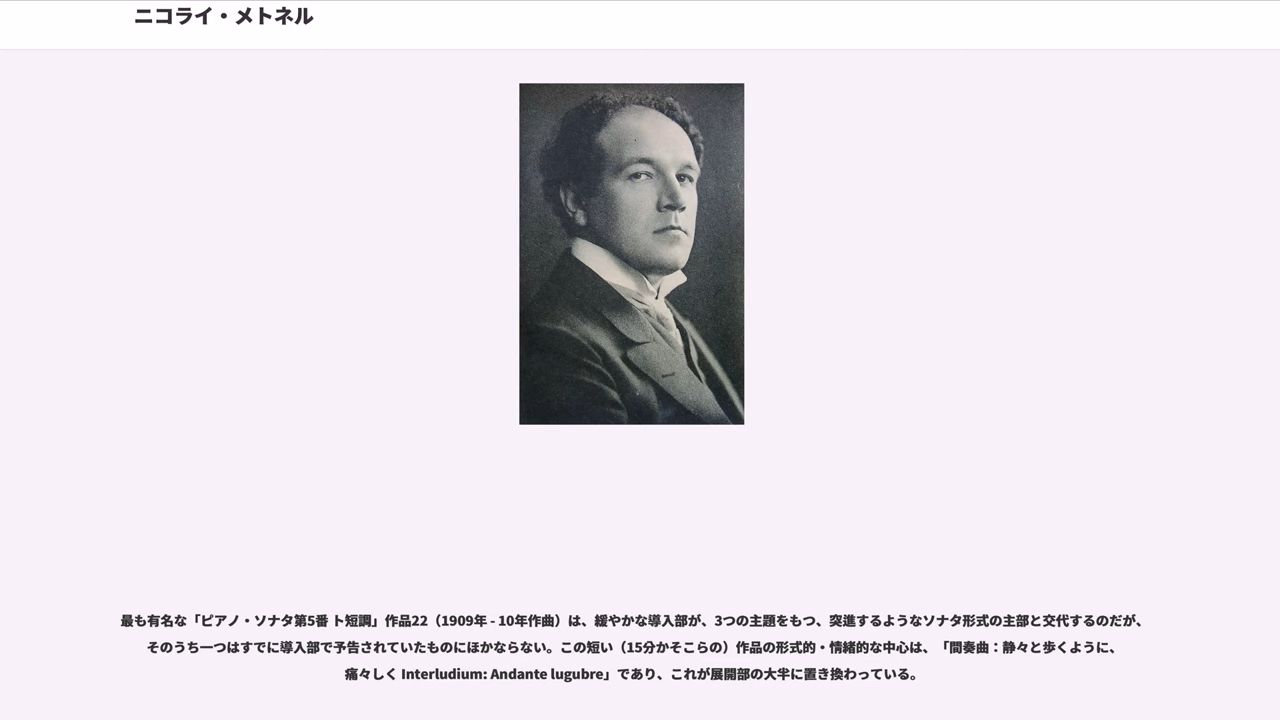 ニコライ・メトネル
最も有名な「ピアノ・ソナタ第5番 ト短調」作品22（1909年 - 10年作曲）は、緩やかな導入部が、3つの主題をもつ、突進するようなソナタ形式の主部と交代するのだが、
そのうち一つはすでに導入部で予告されていたものにほかならない。この短い（15分かそこらの）作品の形式的・情緒的な中心は、「間奏曲：静々と歩くように、
痛々しく Interludium: Andante lugubre」であり、これが展開部の大半に置き換わっている。